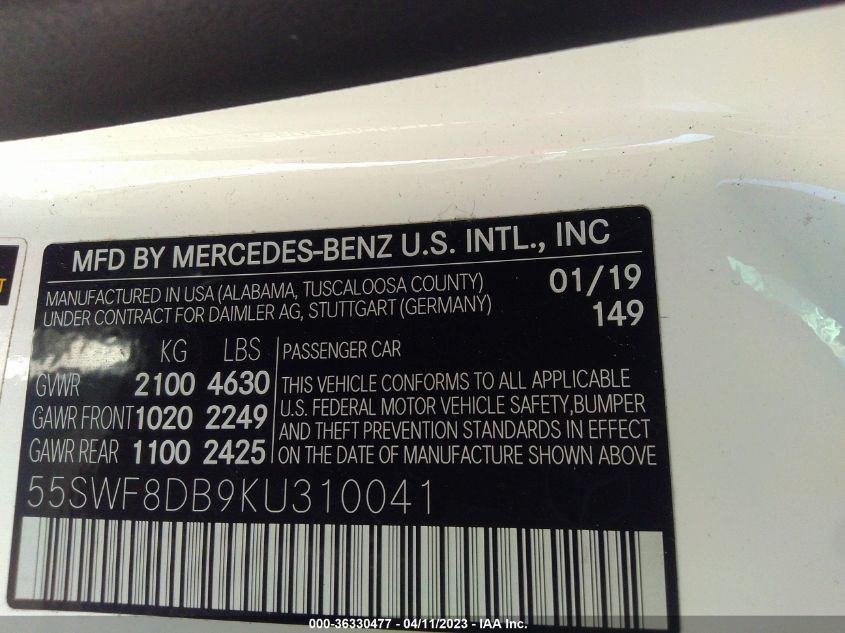 MFD BY MERCEDES-BENZ U.S. INTL., INC
MANUFACTURED IN USA (ALABAMA, TUSCALOOSA COUNTY) 01/19
UNDER CONTRACT FOR DAIMLER AG, STUTTGART (GERMANY) 149
KG LBS PASSENGER CAR
GVWR 2100 4630 THIS VEHICLE CONFORMS TO ALL APPLICABLE
GAWR FRONT 1020 2249 U.S. FEDERAL MOTOR VEHICLE SAFETY,BUMPER
AND THEFT PREVENTION STANDARDS IN EFFECT
GAWR REAR 1100 2425 ON THE DATE OF MANUFACTURE SHOWN ABOVE
55SWF8DB9KU310041
000-36330477 - 04/11/2023 - IAA Inc.